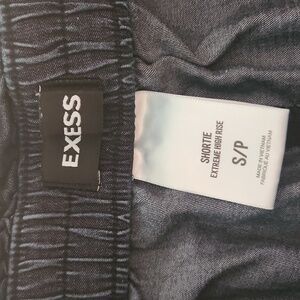 EXESS
SHORTIE
EXTREME HIGH RISE
S/P
MADE IN VIETNAM
FABRIQUÉ AU VIETNAM